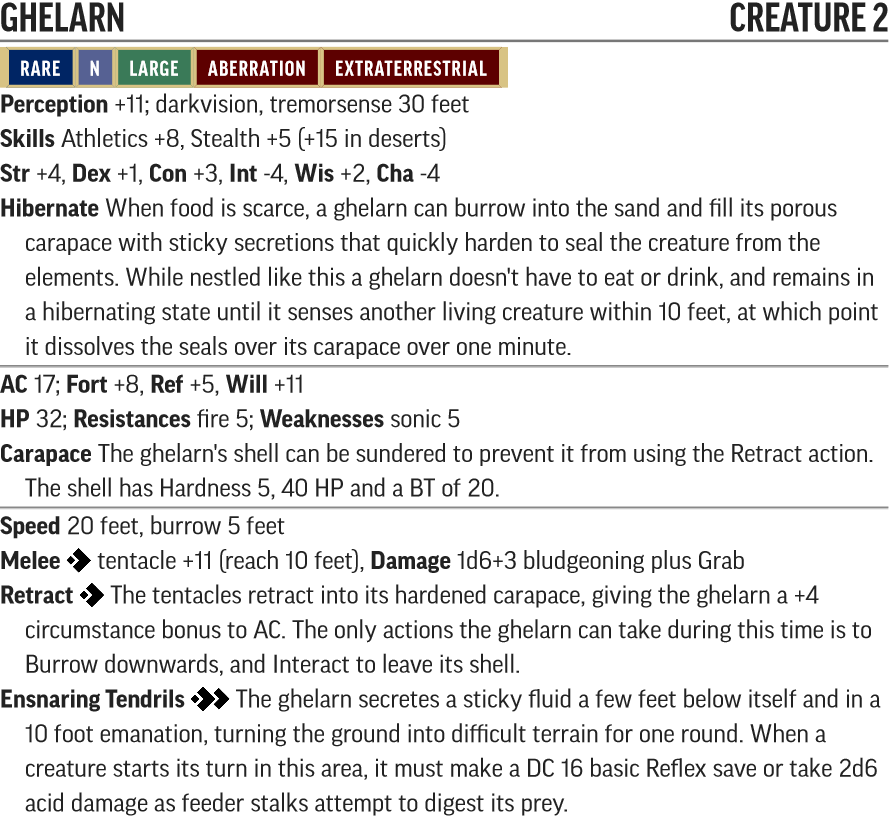 GHELARN CREATURE 2
RARE N LARGE ABERRATION EXTRATERRESTRIAL
Perception +11; darkvision, tremorsense 30 feet
Skills Athletics +8, Stealth +5 (+15 in deserts)
Str +4, Dex +1, Con +3, Int -4, Wis +2, Cha -4
Hibernate When food is scarce, a ghelarn can burrow into the sand and fill its porous
carapace with sticky secretions that quickly harden to seal the creature from the
elements. While nestled like this a ghelarn doesn't have to eat or drink, and remains in
a hibernating state until it senses another living creature within 10 feet, at which point
it dissolves the seals over its carapace over one minute.
AC 17; Fort +8, Ref +5, Will +11
HP 32; Resistances fire 5; Weaknesses sonic 5
Carapace The ghelarn's shell can be sundered to prevent it from using the Retract action.
The shell has Hardness 5, 40 HP and a BT of 20.
Speed 20 feet, burrow 5 feet
Melee tentacle +11 (reach 10 feet), Damage 1d6+3 bludgeoning plus Grab
Retract The tentacles retract into its hardened carapace, giving the ghelarn a +4
circumstance bonus to AC. The only actions the ghelarn can take during this time is to
Burrow downwards, and Interact to leave its shell.
Ensnaring Tendrils The ghelarn secretes a sticky fluid a few feet below itself and in a
10 foot emanation, turning the ground into difficult terrain for one round. When a
creature starts its turn in this area, it must make a DC 16 basic Reflex save or take 2d6
acid damage as feeder stalks attempt to digest its prey.